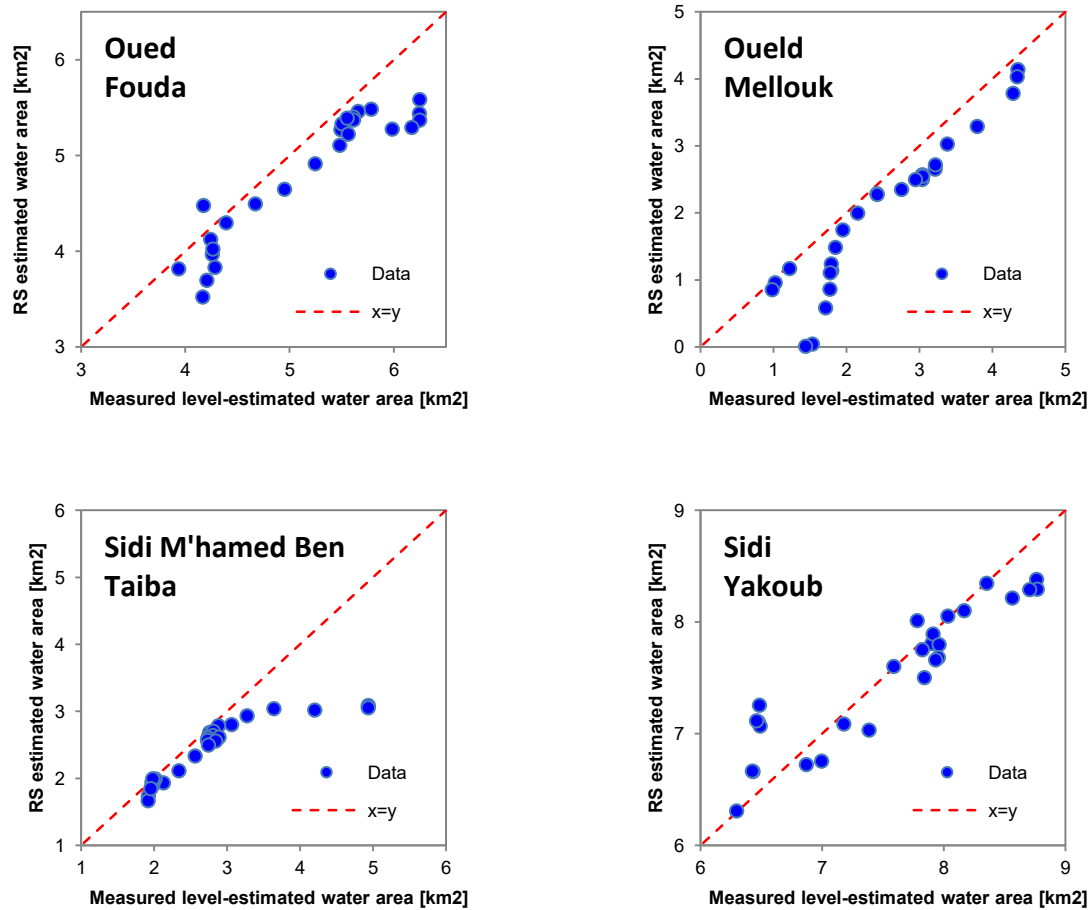 Oued
Fouda
RS estimated water area [km2]
6
5
4
3
Data
x=y
3 4 5 6
Measured level-estimated water area [km2]
Oueld
Mellouk
RS estimated water area [km2]
5
4
3
2
1
0
Data
x=y
0 1 2 3 4 5
Measured level-estimated water area [km2]
Sidi M'hamed Ben
Taiba
RS estimated water area [km2]
6
5
4
3
2
1
Data
x=y
1 2 3 4 5 6
Measured level-estimated water area [km2]
Sidi
Yakoub
RS estimated water area [km2]
9
8
7
6
Data
x=y
6 7 8 9
Measured level-estimated water area [km2]